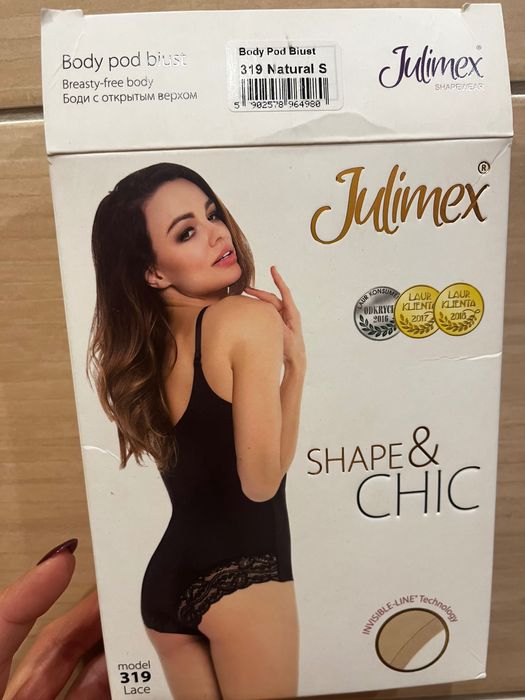 Body pod biust
Breasty-free body
Боди с открытым верхом
Body Pod Biust
319 Natural S
5 902578 964980
Julimex®
SHAPEWEAR
Julimex®
LAUR KONSUMENTA
ODKRYCIE
2016
LAUR
KLIENTA
2017
LAUR
KLIENTA
2015
SHAPE&
CHIC
INVISIBLE-LINE® Technology
model
319
Lace